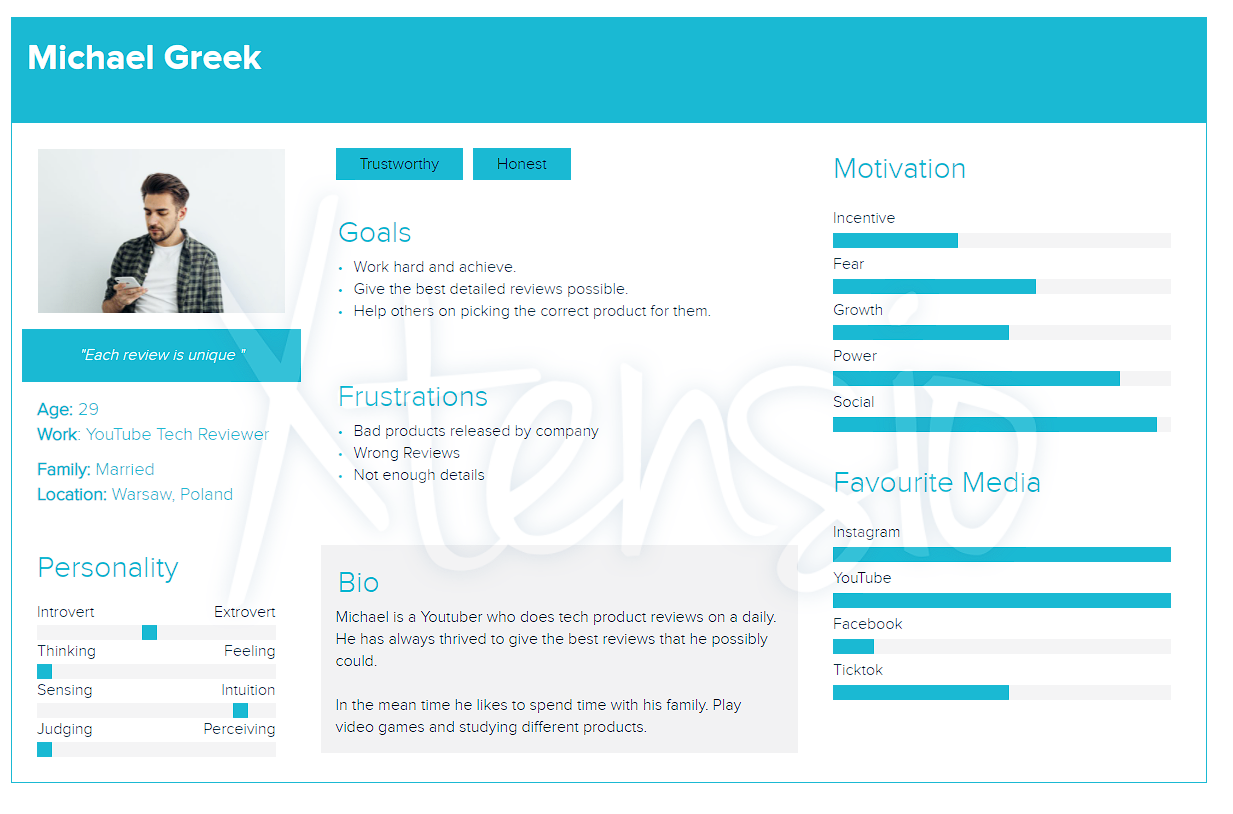 Michael Greek
"Each review is unique "
Age: 29
Work: YouTube Tech Reviewer
Family: Married
Location: Warsaw, Poland
Personality
Introvert Extrovert
Thinking Feeling
Sensing Intuition
Judging Perceiving
Trustworthy Honest
Goals
• Work hard and achieve.
• Give the best detailed reviews possible.
• Help others on picking the correct product for them.
Frustrations
• Bad products released by company
• Wrong Reviews
• Not enough details
Bio
Michael is a Youtuber who does tech product reviews on a daily.
He has always thrived to give the best reviews that he possibly
could.
In the mean time he likes to spend time with his family. Play
video games and studying different products.
Motivation
Incentive
Fear
Growth
Power
Social
Favourite Media
Instagram
YouTube
Facebook
Ticktok
Xtensio